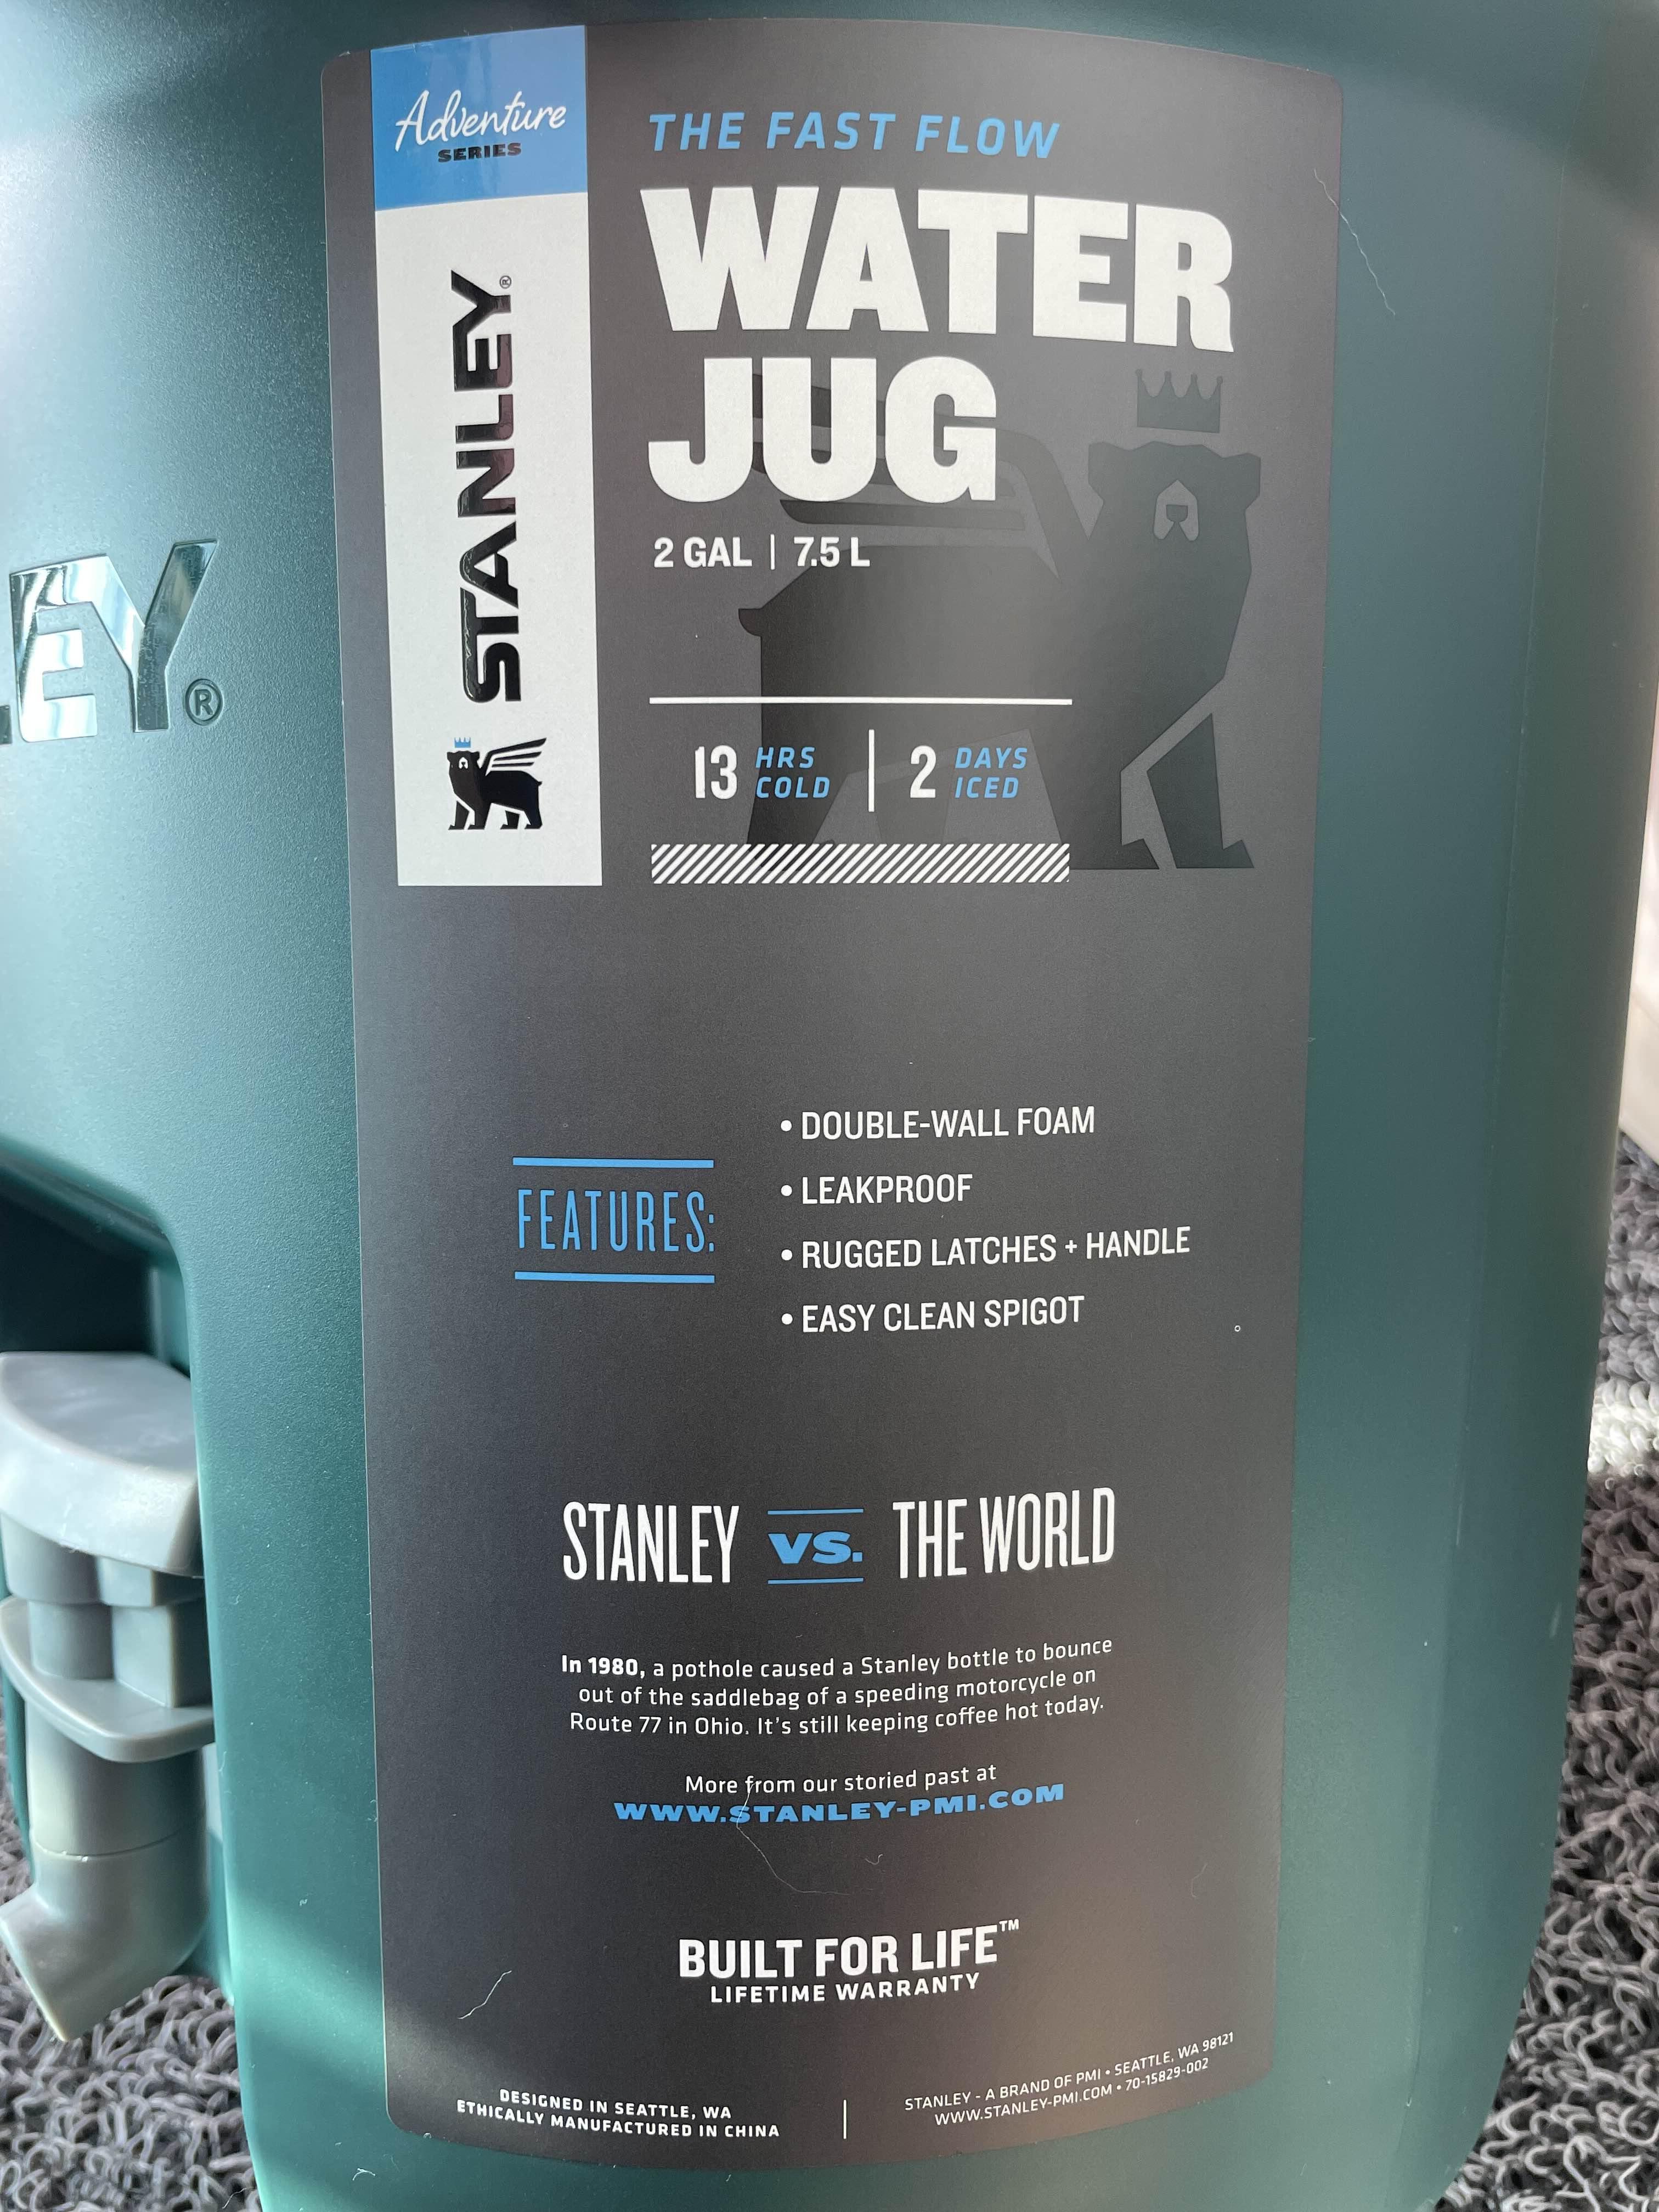 Adventure
SERIES
STANLEY®
THE FAST FLOW
WATER
JUG
2 GAL | 7.5 L
13 HRS COLD | 2 DAYS ICED
EY®
FEATURES:
• DOUBLE-WALL FOAM
• LEAKPROOF
• RUGGED LATCHES + HANDLE
• EASY CLEAN SPIGOT
STANLEY VS. THE WORLD
In 1980, a pothole caused a Stanley bottle to bounce
out of the saddlebag of a speeding motorcycle on
Route 77 in Ohio. It's still keeping coffee hot today.
More from our storied past at
WWW.STANLEY-PMI.COM
BUILT FOR LIFE™
LIFETIME WARRANTY
DESIGNED IN SEATTLE, WA
ETHICALLY MANUFACTURED IN CHINA
STANLEY - A BRAND OF PMI • SEATTLE, WA 98121
WWW.STANLEY-PMI.COM • 70-15829-002